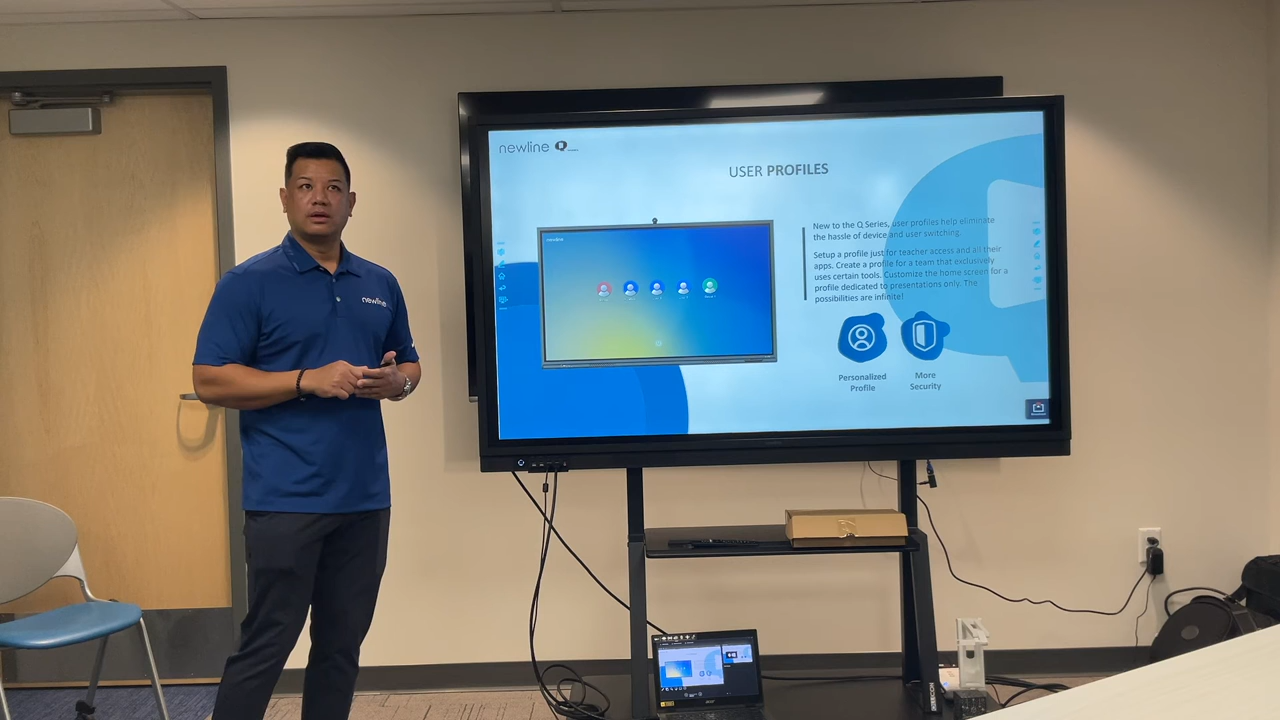 newline Q
USER PROFILES
New to the Q Series, user profiles help eliminate
the hassle of device and user switching.
Setup a profile just for teacher access and all their
apps. Create a profile for a team that exclusively
uses certain tools. Customize the home screen for a
profile dedicated to presentations only. The
possibilities are infinite!
Personalized
Profile
More
Security
newline
newline